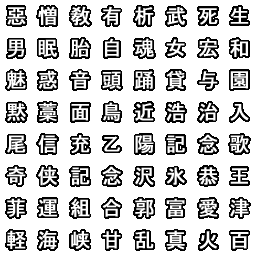 惡憎教有析武死生
男眠胎自魂女宏和
魅惑音頭踊貸与園
黙藁面鳥近浩治入
尾信充乙陽記念歌
奇侠記念沢氷恭王
菲運組合郭富愛津
軽海峡甘乱真火百